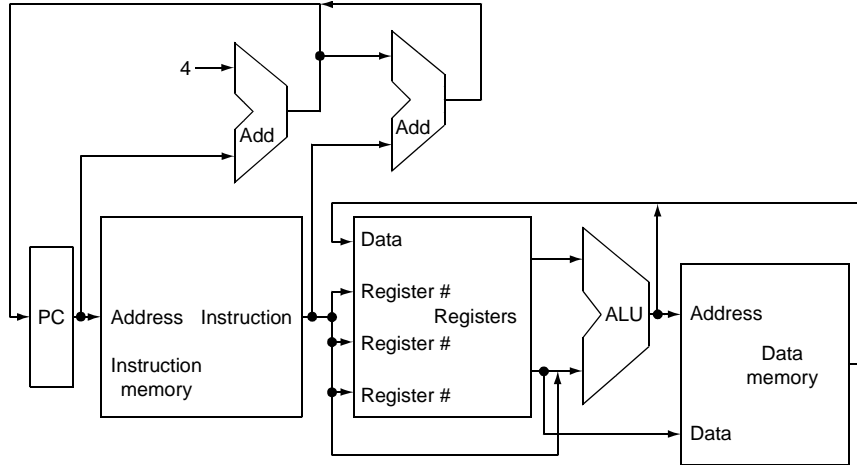 4
Add
Add
PC
Address
Instruction
Instruction
memory
Data
Register #
Registers
Register #
Register #
ALU
Address
Data
memory
Data